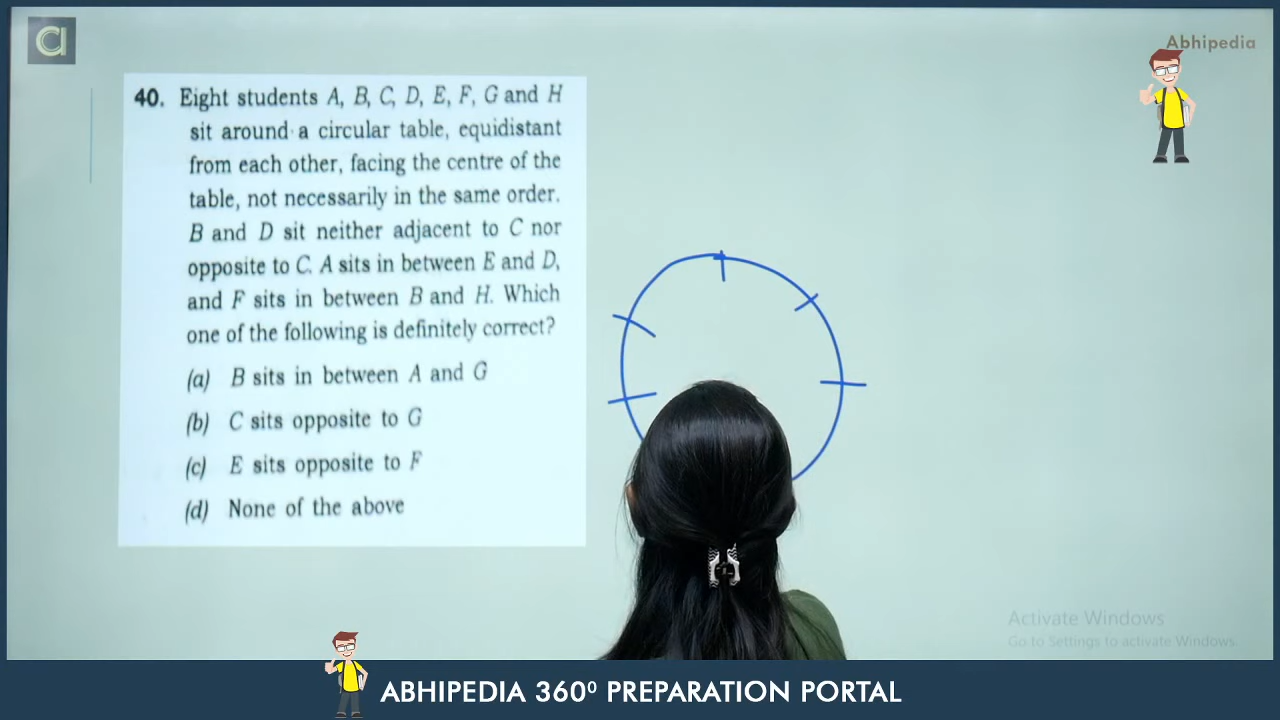 Abhipedia
40. Eight students A, B, C, D, E, F, G and H
sit around a circular table, equidistant
from each other, facing the centre of the
table, not necessarily in the same order.
B and D sit neither adjacent to C nor
opposite to C. A sits in between E and D,
and F sits in between B and H. Which
one of the following is definitely correct?
(a) B sits in between A and G
(b) C sits opposite to G
(c) E sits opposite to F
(d) None of the above
Activate Windows
Go to Settings to activate Windows.
ABHIPEDIA 360⁰ PREPARATION PORTAL